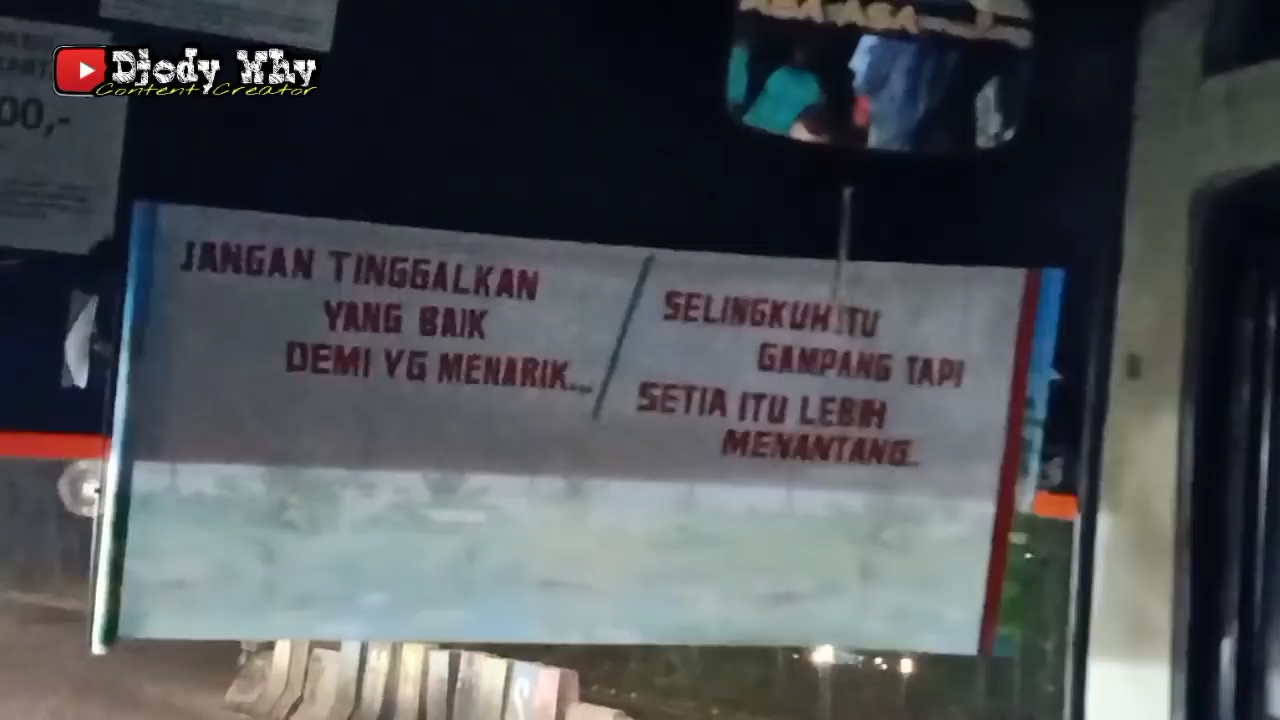 Djody Why
Content Creator
00,-
JANGAN TINGGALKAN
YANG BAIK
DEMI YG MENARIK...
SELINGKUH ITU
GAMPANG TAPI
SETIA ITU LEBIH
MENANTANG..